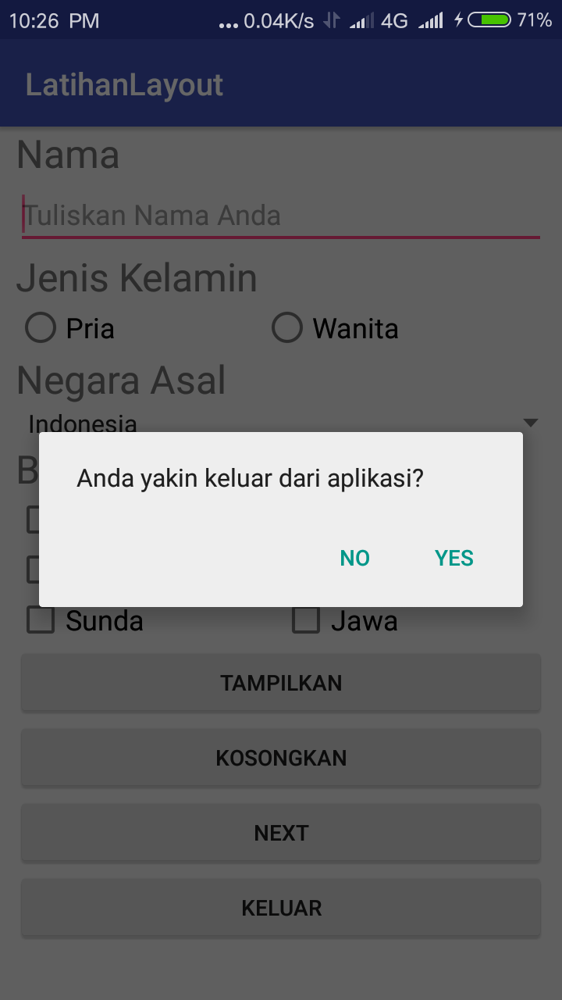 10:26 PM ... 0.04K/s 4G 71%
LatihanLayout
Nama
Tuliskan Nama Anda
Jenis Kelamin
Pria Wanita
Negara Asal
Indonesia
B
Anda yakin keluar dari aplikasi?
NO YES
Sunda Jawa
TAMPILKAN
KOSONGKAN
NEXT
KELUAR